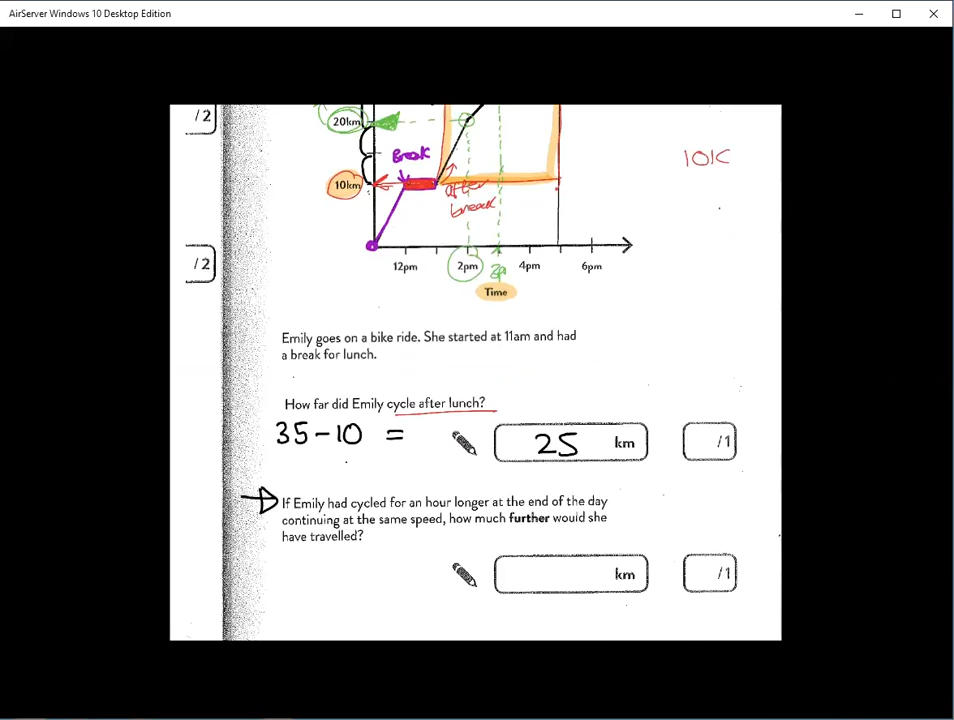 AirServer Windows 10 Desktop Edition
/2
20km
Break
10km
10K
after
break
/2
12pm
2pm
4pm
6pm
Time
Emily goes on a bike ride. She started at 11am and had
a break for lunch.
How far did Emily cycle after lunch?
35-10 =
25 km
/1
If Emily had cycled for an hour longer at the end of the day
continuing at the same speed, how much further would she
have travelled?
km
/1